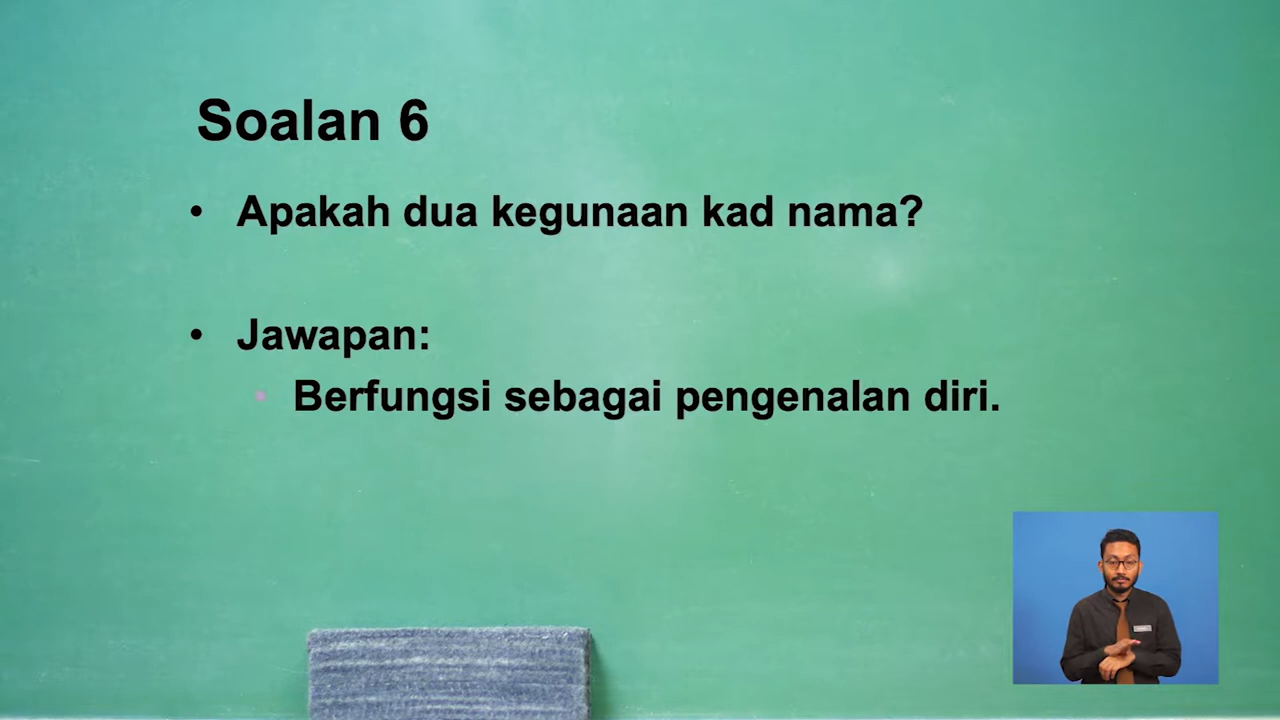 Soalan 6
• Apakah dua kegunaan kad nama?
• Jawapan:
• Berfungsi sebagai pengenalan diri.